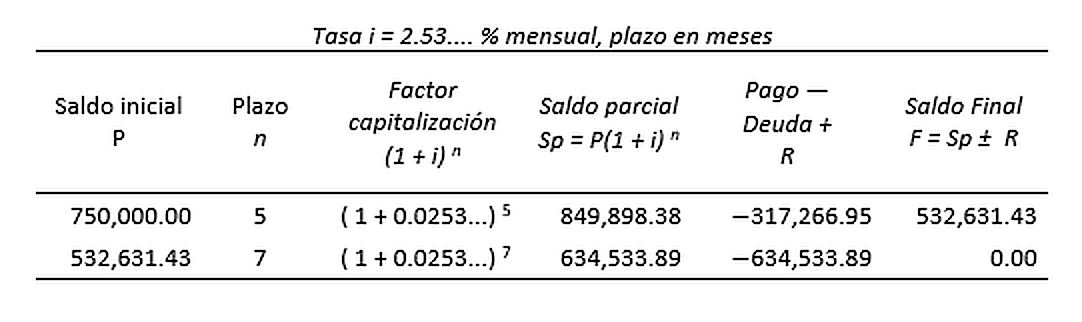 Tasa i = 2.53.... % mensual, plazo en meses
Saldo inicial P Plazo n Factor capitalización (1 + i) ⁿ Saldo parcial Sp = P(1 + i) ⁿ Pago — Deuda + R Saldo Final F = Sp ± R
750,000.00 5 ( 1 + 0.0253...) ⁵ 849,898.38 −317,266.95 532,631.43
532,631.43 7 ( 1 + 0.0253...) ⁷ 634,533.89 −634,533.89 0.00